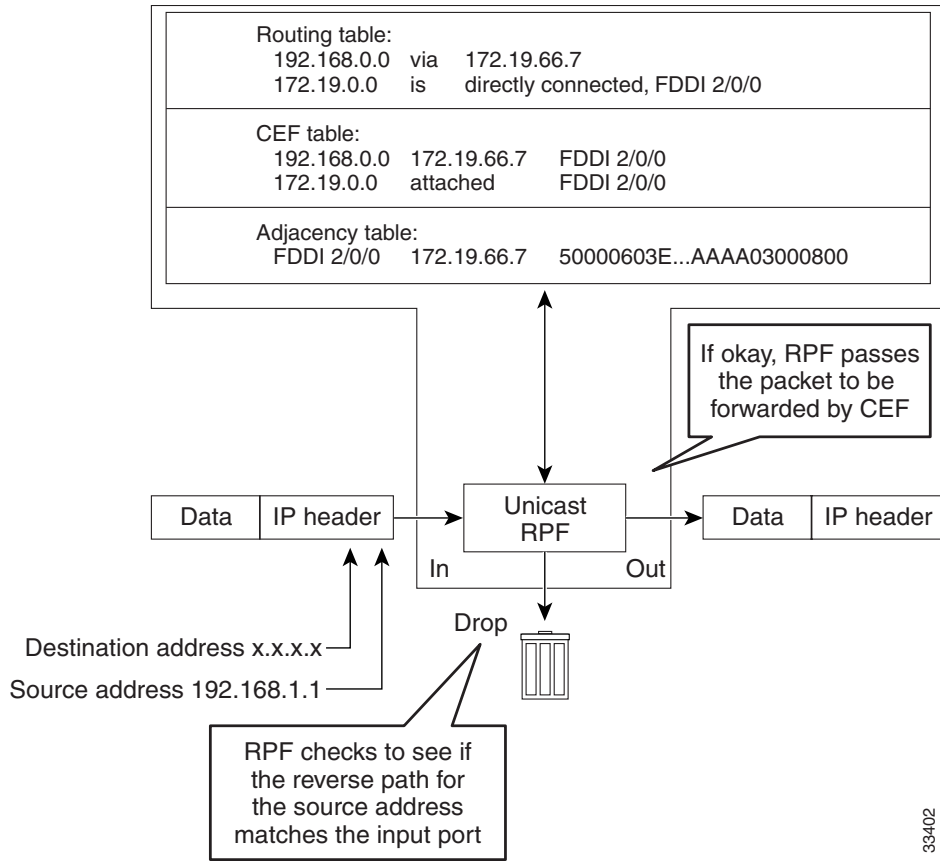 Routing table:
192.168.0.0 via 172.19.66.7
172.19.0.0 is directly connected, FDDI 2/0/0
CEF table:
192.168.0.0 172.19.66.7 FDDI 2/0/0
172.19.0.0 attached FDDI 2/0/0
Adjacency table:
FDDI 2/0/0 172.19.66.7 50000603E...AAAA03000800
If okay, RPF passes
the packet to be
forwarded by CEF
Data IP header
Unicast
RPF
Data IP header
In Out
Drop
Destination address x.x.x.x
Source address 192.168.1.1
RPF checks to see if
the reverse path for
the source address
matches the input port
33402